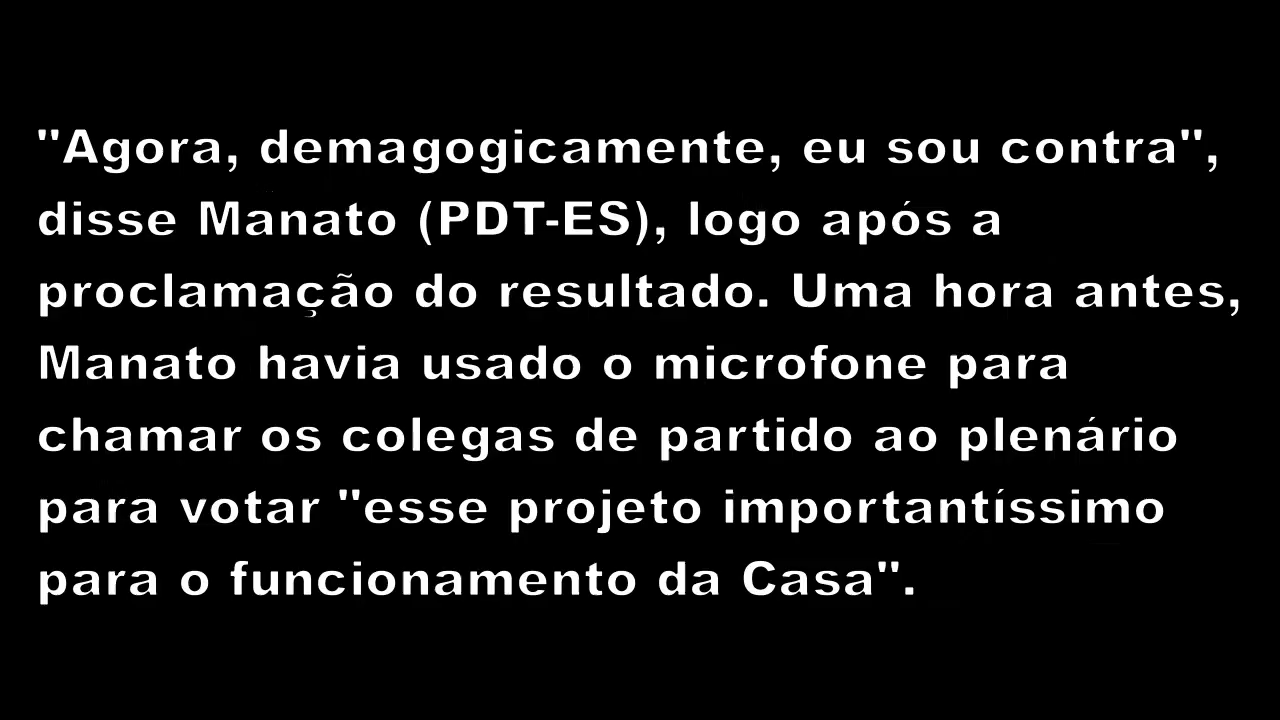 "Agora, demagogicamente, eu sou contra",
disse Manato (PDT-ES), logo após a
proclamação do resultado. Uma hora antes,
Manato havia usado o microfone para
chamar os colegas de partido ao plenário
para votar "esse projeto importantíssimo
para o funcionamento da Casa".